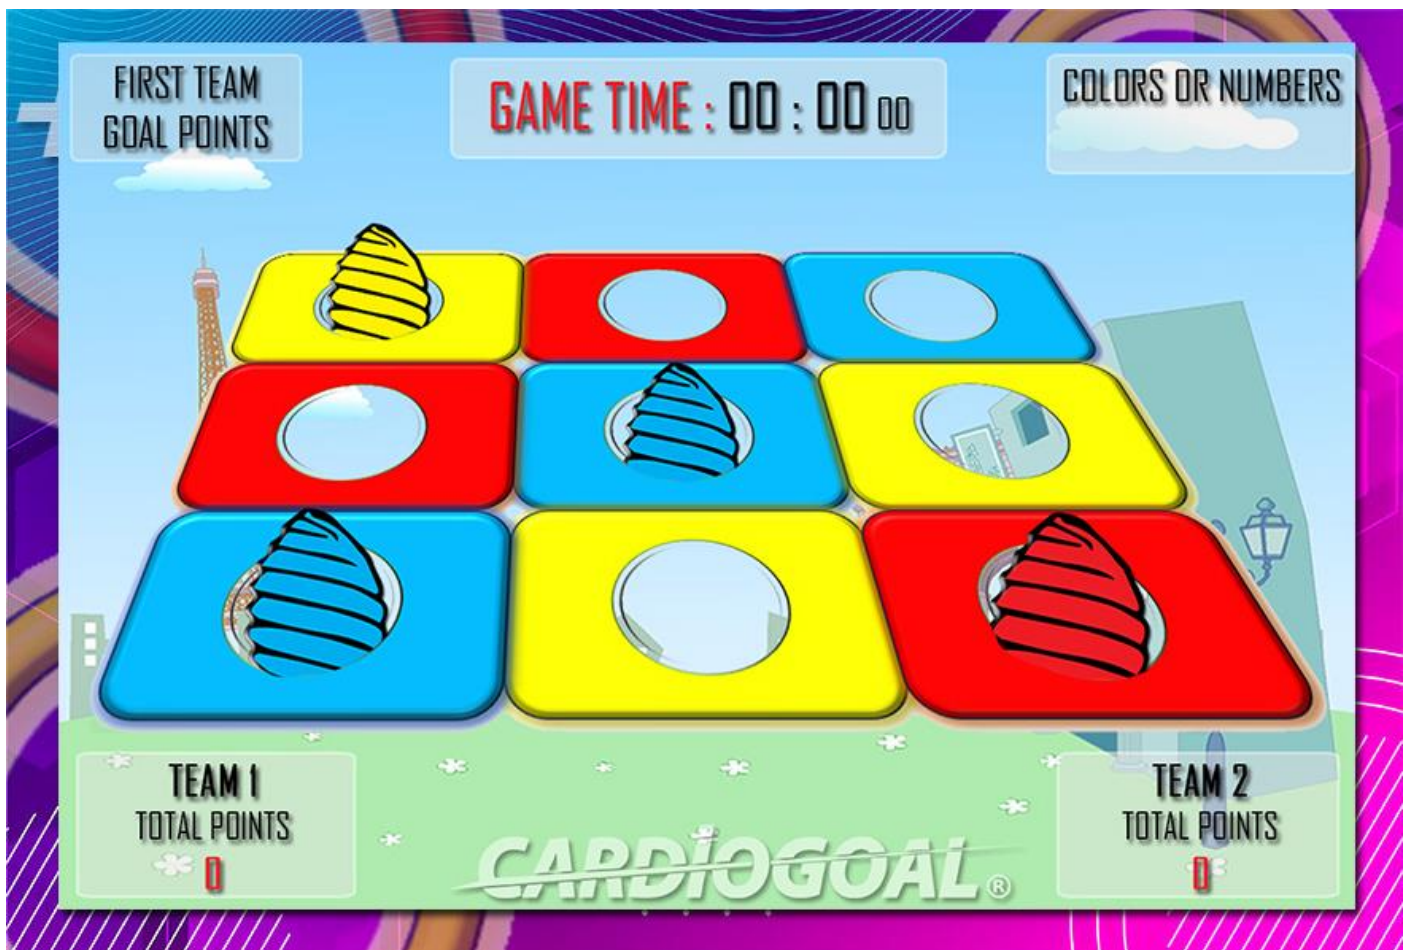 FIRST TEAM
GOAL POINTS
GAME TIME : 00 : 00 00
COLORS OR NUMBERS
TEAM 1
TOTAL POINTS
0
TEAM 2
TOTAL POINTS
0
CARDIOGOAL®